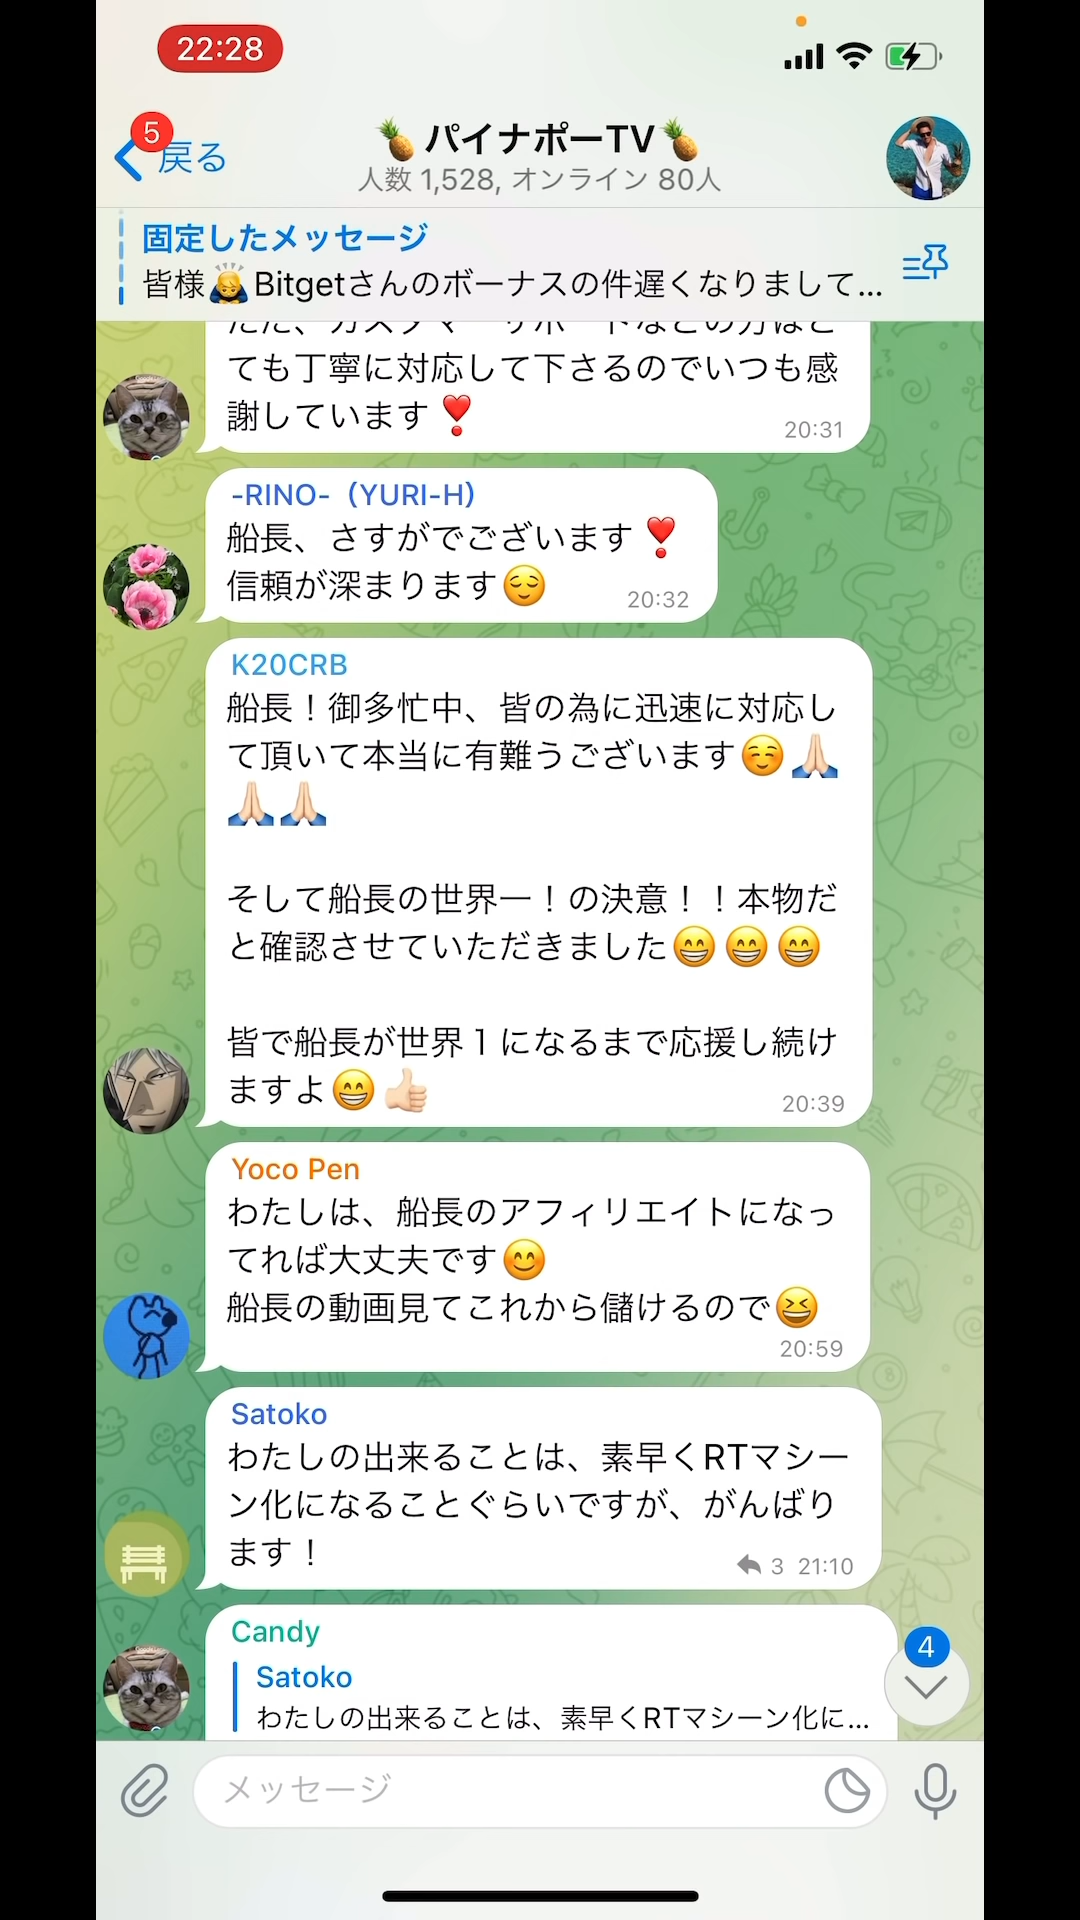 22:28
5
戻る
🍍パイナポーTV🍍
人数 1,528, オンライン 80人
固定したメッセージ
皆様🙇Bitgetさんのボーナスの件遅くなりまして...
ても丁寧に対応して下さるのでいつも感
謝しています❣️
20:31
-RINO-（YURI-H）
船長、さすがでございます❣️
信頼が深まります😌
20:32
K20CRB
船長！御多忙中、皆の為に迅速に対応し
て頂いて本当に有難うございます☺️🙏🏻
🙏🏻🙏🏻
そして船長の世界一！の決意！！本物だ
と確認させていただきました😁😁😁
皆で船長が世界１になるまで応援し続け
ますよ😁👍🏻
20:39
Yoco Pen
わたしは、船長のアフィリエイトになっ
てれば大丈夫です😊
船長の動画見てこれから儲けるので😆
20:59
Satoko
わたしの出来ることは、素早くRTマシー
ン化になることぐらいですが、がんばり
ます！
3 21:10
Candy
Satoko
わたしの出来ることは、素早くRTマシーン化に...
4
メッセージ